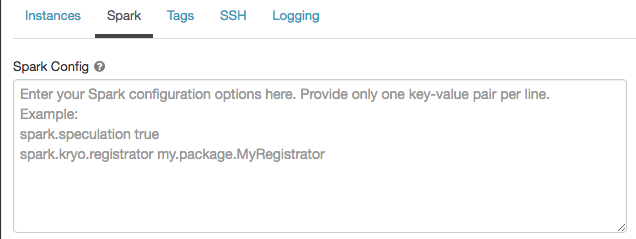 Instances Spark Tags SSH Logging
Spark Config ?
Enter your Spark configuration options here. Provide only one key-value pair per line.
Example:
spark.speculation true
spark.kryo.registrator my.package.MyRegistrator